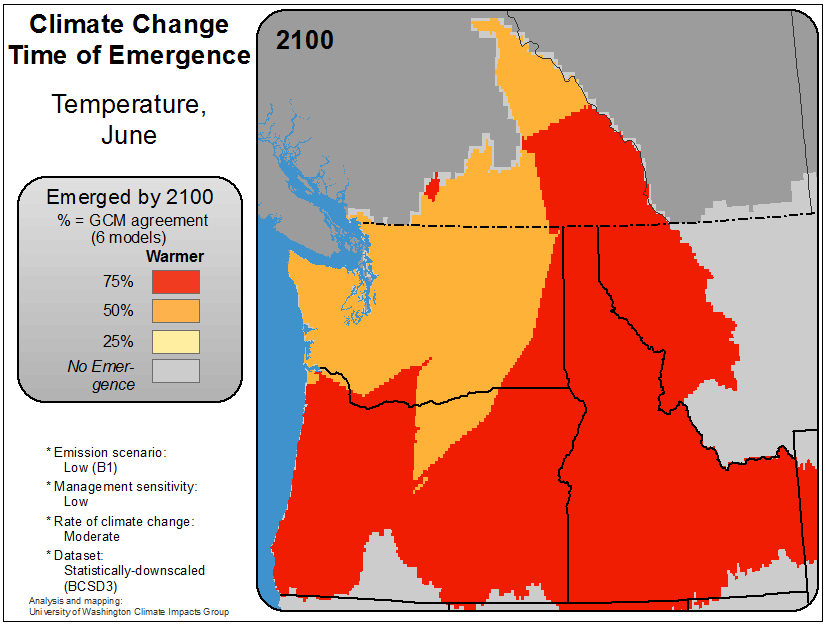 Climate Change
Time of Emergence
Temperature,
June
Emerged by 2100
% = GCM agreement
(6 models)
Warmer
75%
50%
25%
No Emer-
gence
* Emission scenario:
Low (B1)
* Management sensitivity:
Low
* Rate of climate change:
Moderate
* Dataset:
Statistically-downscaled
(BCSD3)
Analysis and mapping:
University of Washington Climate Impacts Group
2100